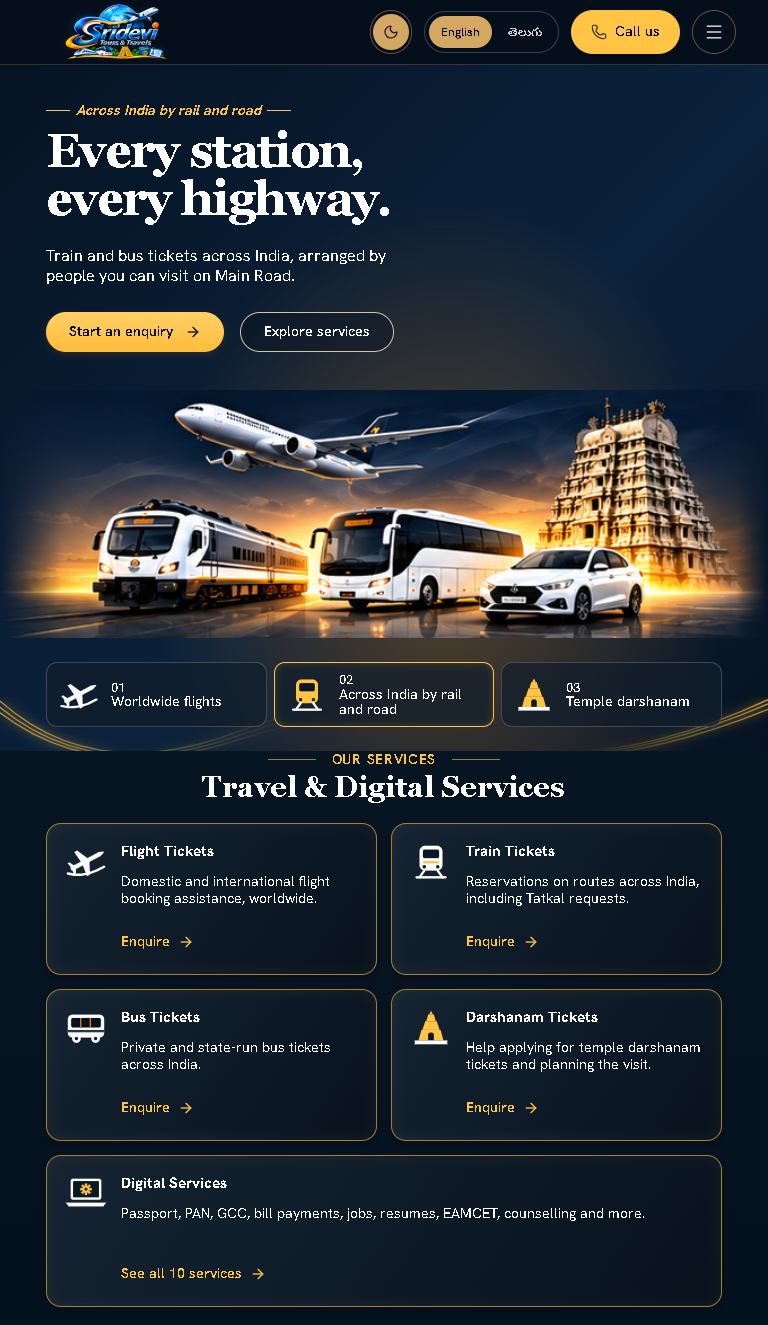 Sridevi
Tours & Travels
English
తెలుగు
Call us
Across India by rail and road
Every station,
every highway.
Train and bus tickets across India, arranged by
people you can visit on Main Road.
Start an enquiry
Explore services
01
Worldwide flights
02
Across India by rail
and road
03
Temple darshanam
OUR SERVICES
Travel & Digital Services
Flight Tickets
Domestic and international flight
booking assistance, worldwide.
Enquire
Train Tickets
Reservations on routes across India,
including Tatkal requests.
Enquire
Bus Tickets
Private and state-run bus tickets
across India.
Enquire
Darshanam Tickets
Help applying for temple darshanam
tickets and planning the visit.
Enquire
Digital Services
Passport, PAN, GCC, bill payments, jobs, resumes, EAMCET, counselling and more.
See all 10 services